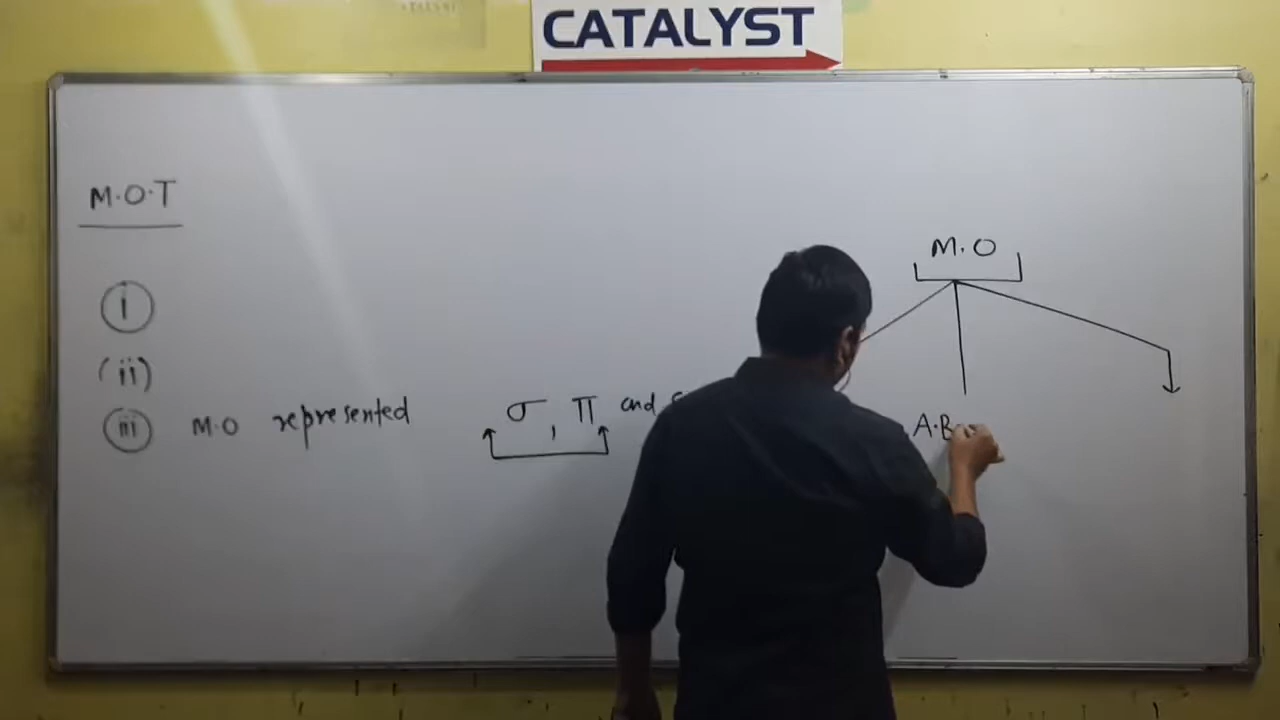 CATALYST
M.O.T
M.O
(i)
(ii)
(iii) M.O represented σ, π and
A.B